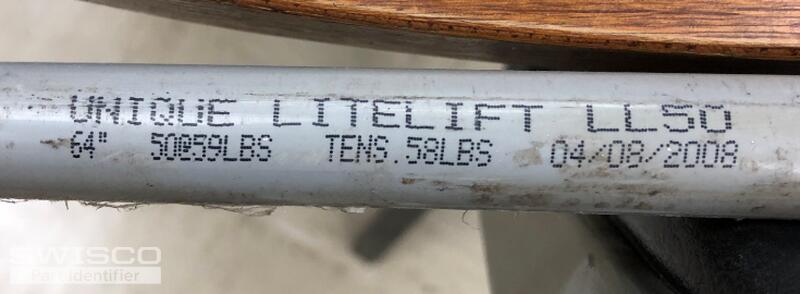 UNIQUE LITELIFT LL50
64" 50@59LBS TENS.58LBS 04/08/2008
SWISCO
Part Identifier